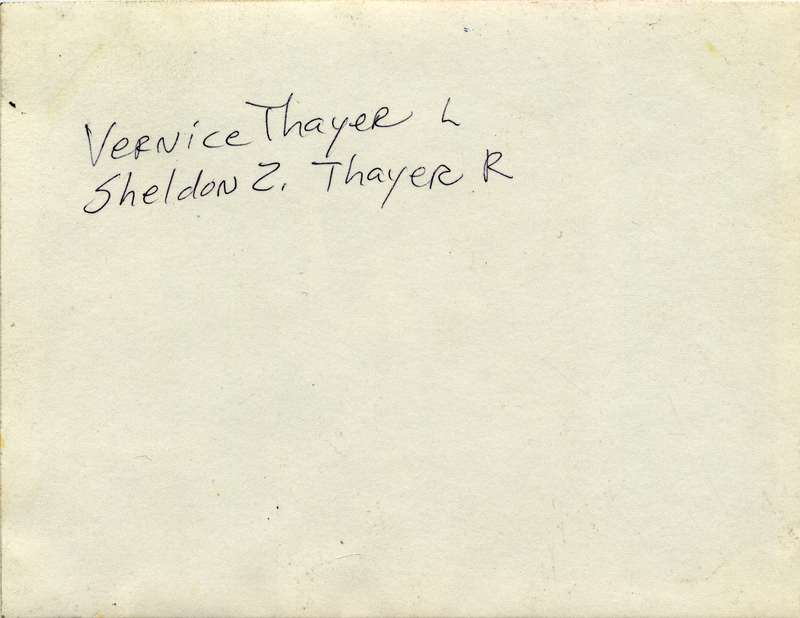 Vernice Thayer L
Sheldon Z. Thayer R